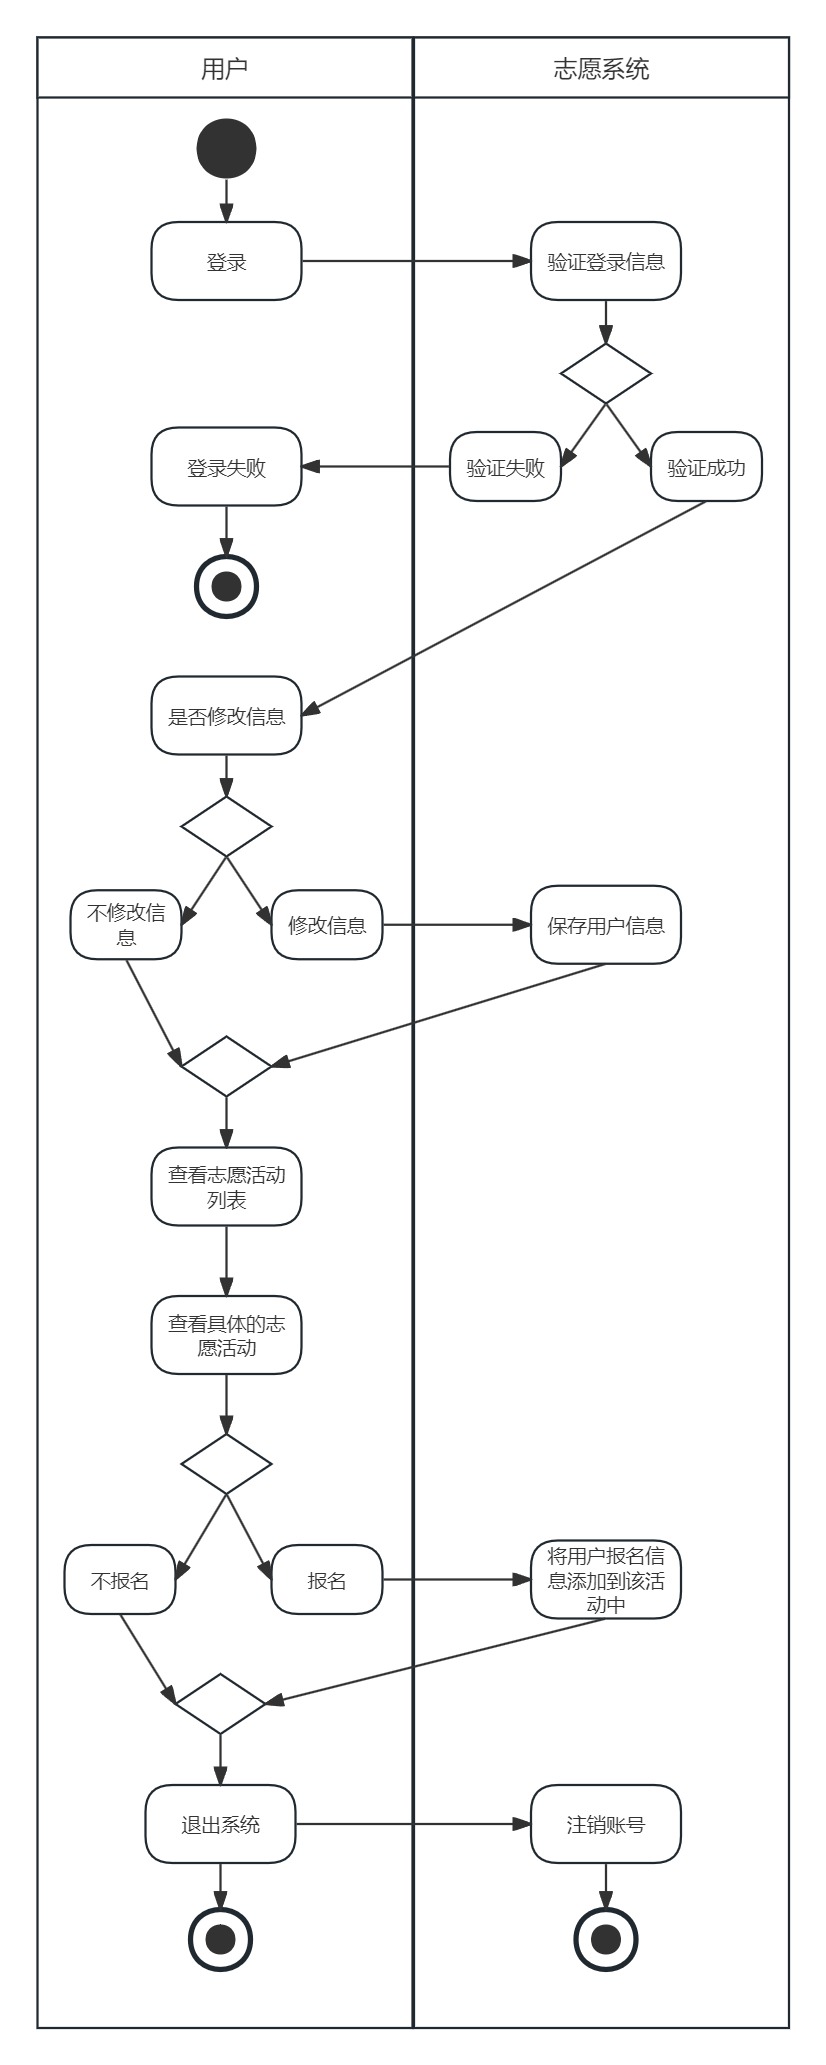 用户
志愿系统
登录
验证登录信息
登录失败
验证失败
验证成功
是否修改信息
不修改信
息
修改信息
保存用户信息
查看志愿活动
列表
查看具体的志
愿活动
不报名
报名
将用户报名信
息添加到该活
动中
退出系统
注销账号